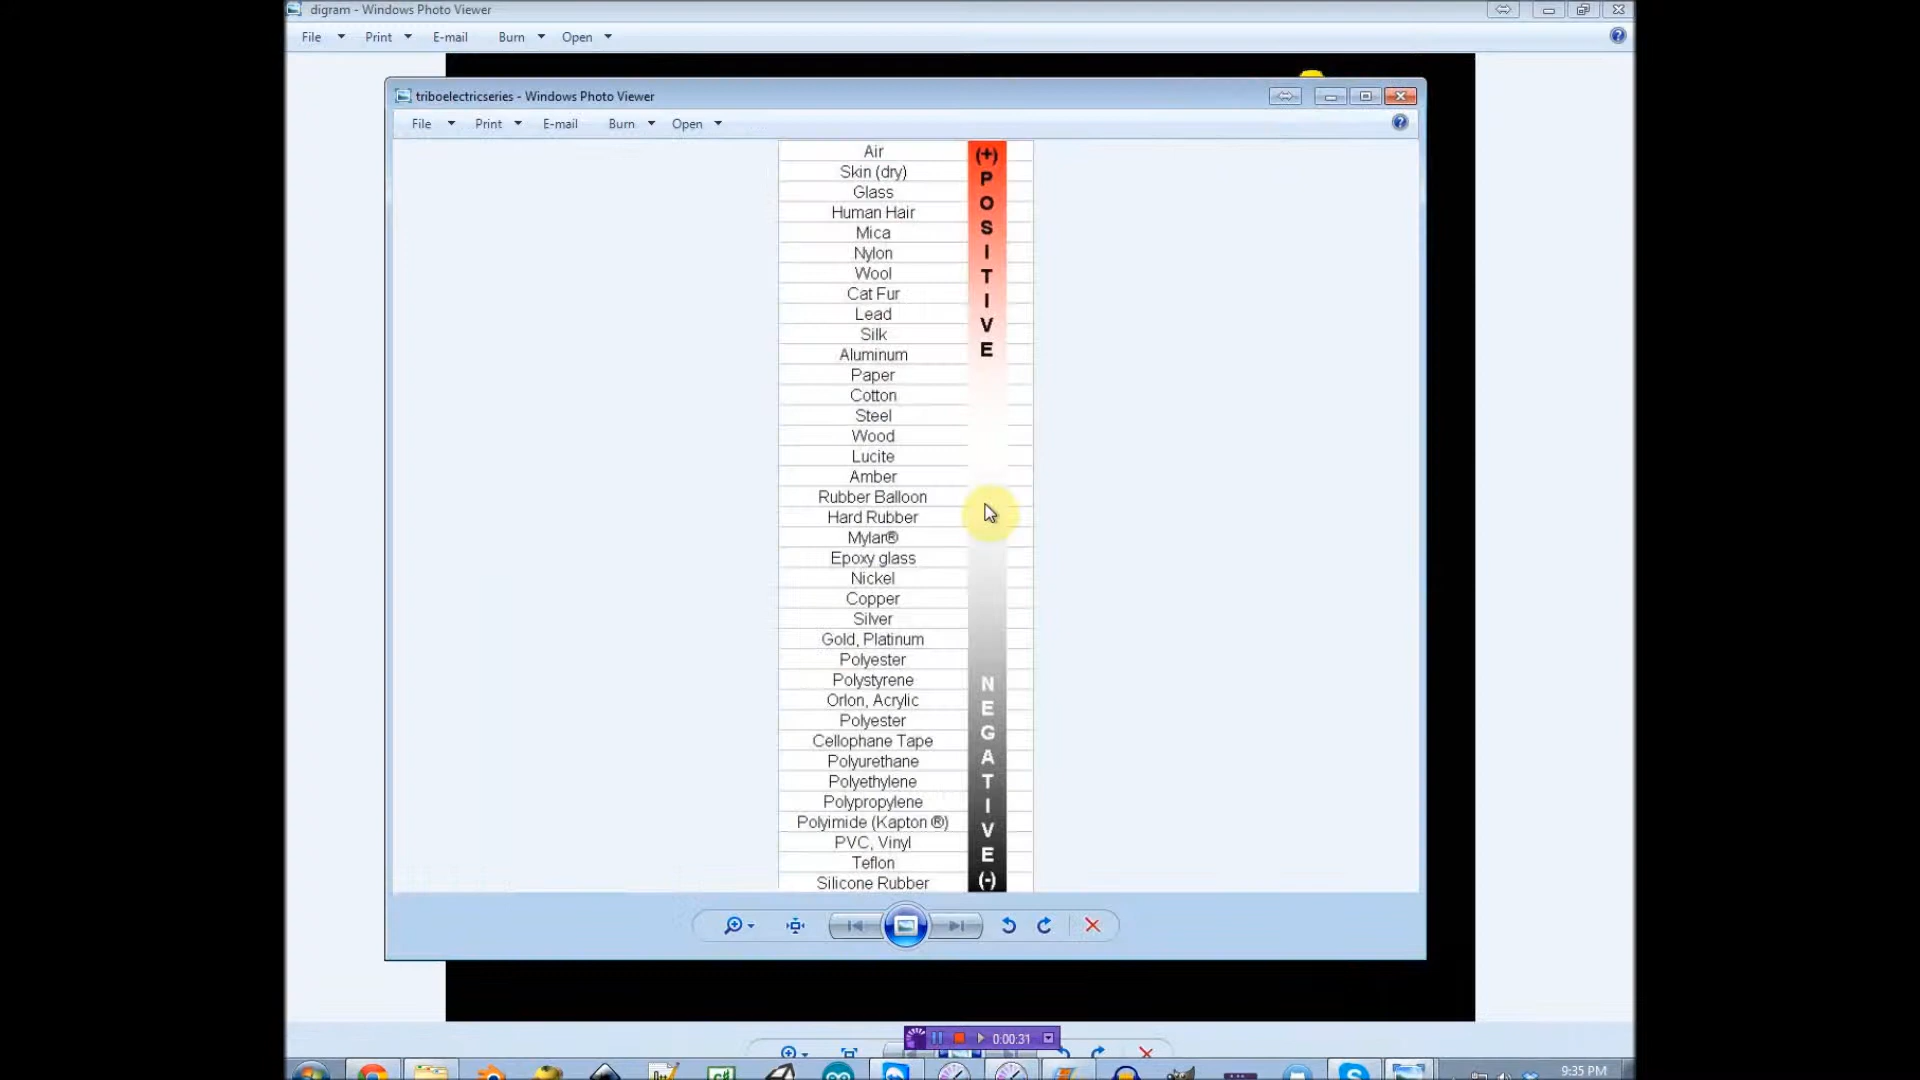 digram - Windows Photo Viewer
File Print E-mail Burn Open
triboelectricseries - Windows Photo Viewer
File Print E-mail Burn Open
Air
Skin (dry)
Glass
Human Hair
Mica
Nylon
Wool
Cat Fur
Lead
Silk
Aluminum
Paper
Cotton
Steel
Wood
Lucite
Amber
Rubber Balloon
Hard Rubber
Mylar®
Epoxy glass
Nickel
Copper
Silver
Gold, Platinum
Polyester
Polystyrene
Orlon, Acrylic
Polyester
Cellophane Tape
Polyurethane
Polyethylene
Polypropylene
Polyimide (Kapton ®)
PVC, Vinyl
Teflon
Silicone Rubber
(+) POSITIVE
NEGATIVE (-)
0:00:31
9:35 PM